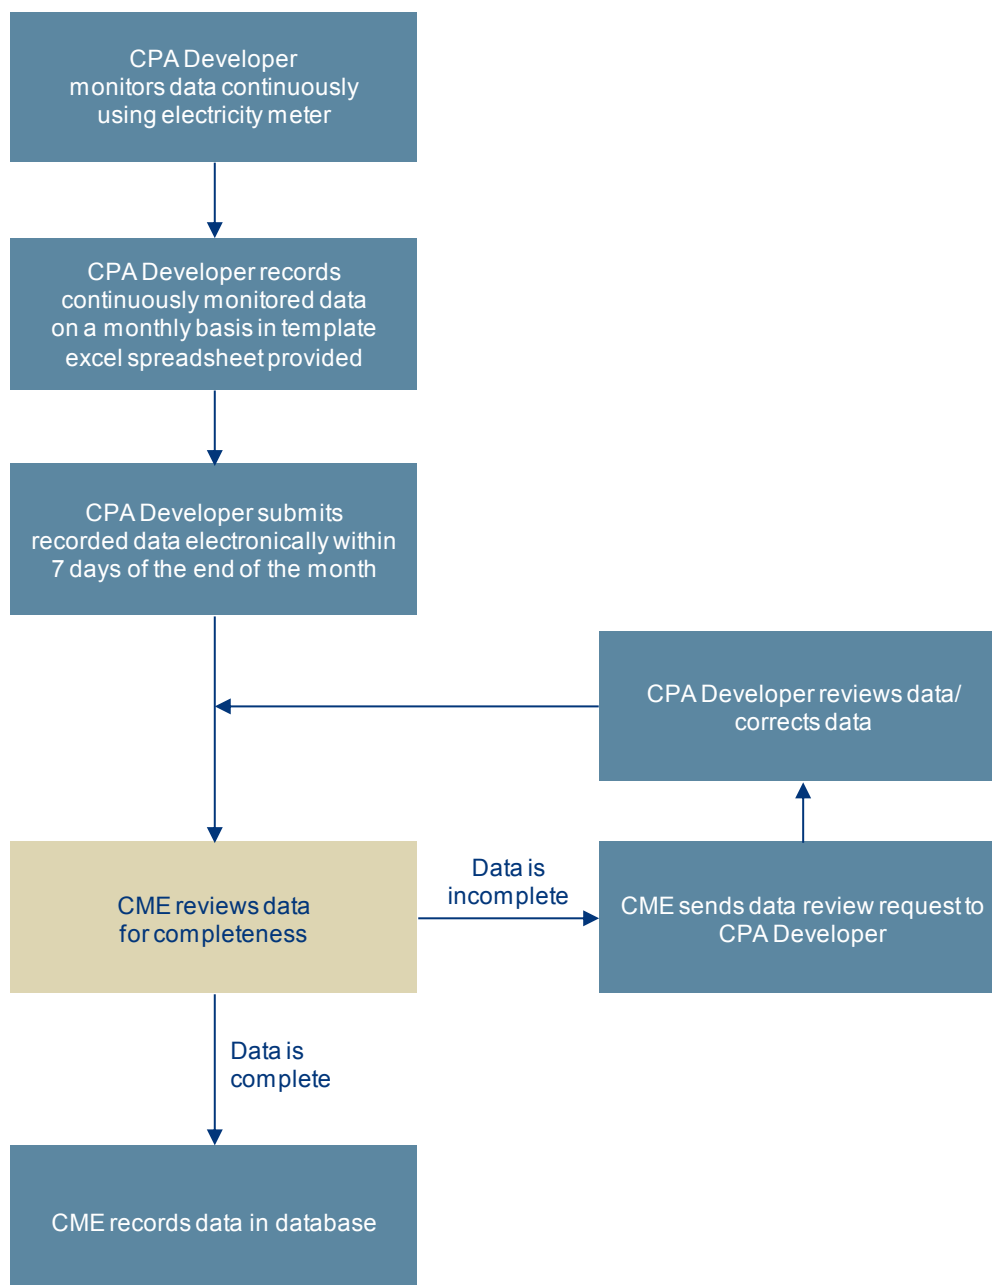 CPA Developer
monitors data continuously
using electricity meter
CPA Developer records
continuously monitored data
on a monthly basis in template
excel spreadsheet provided
CPA Developer submits
recorded data electronically within
7 days of the end of the month
CPA Developer reviews data/
corrects data
CME reviews data
for completeness
Data is
incomplete
CME sends data review request to
CPA Developer
Data is
complete
CME records data in database